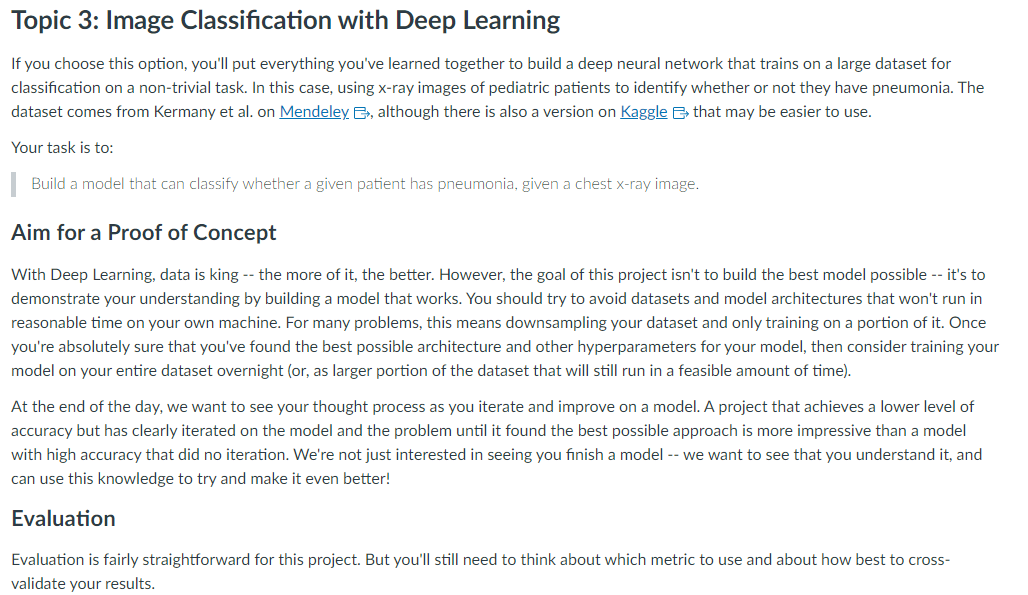 Topic 3: Image Classification with Deep Learning
If you choose this option, you'll put everything you've learned together to build a deep neural network that trains on a large dataset for
classification on a non-trivial task. In this case, using x-ray images of pediatric patients to identify whether or not they have pneumonia. The
dataset comes from Kermany et al. on Mendeley, although there is also a version on Kaggle that may be easier to use.
Your task is to:
Build a model that can classify whether a given patient has pneumonia, given a chest x-ray image.
Aim for a Proof of Concept
With Deep Learning, data is king -- the more of it, the better. However, the goal of this project isn't to build the best model possible -- it's to
demonstrate your understanding by building a model that works. You should try to avoid datasets and model architectures that won't run in
reasonable time on your own machine. For many problems, this means downsampling your dataset and only training on a portion of it. Once
you're absolutely sure that you've found the best possible architecture and other hyperparameters for your model, then consider training your
model on your entire dataset overnight (or, as larger portion of the dataset that will still run in a feasible amount of time).
At the end of the day, we want to see your thought process as you iterate and improve on a model. A project that achieves a lower level of
accuracy but has clearly iterated on the model and the problem until it found the best possible approach is more impressive than a model
with high accuracy that did no iteration. We're not just interested in seeing you finish a model -- we want to see that you understand it, and
can use this knowledge to try and make it even better!
Evaluation
Evaluation is fairly straightforward for this project. But you'll still need to think about which metric to use and about how best to cross-
validate your results.